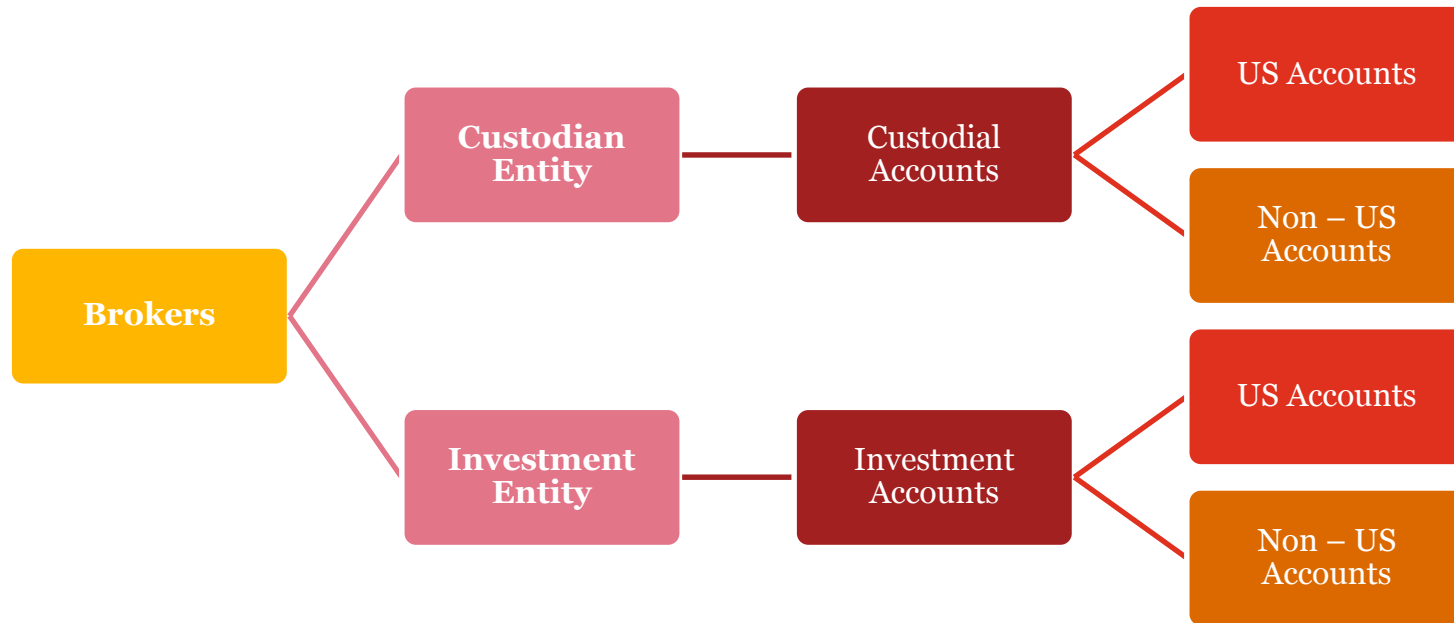 Brokers
Custodian
Entity
Custodial
Accounts
US Accounts
Non – US
Accounts
Investment
Entity
Investment
Accounts
US Accounts
Non – US
Accounts